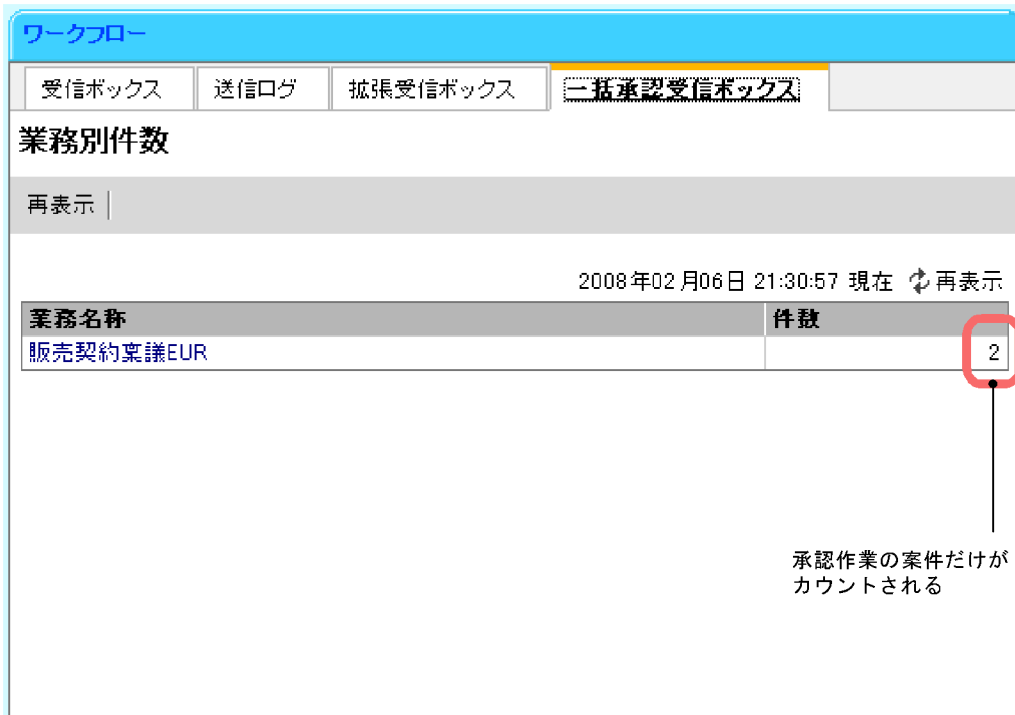 ワークフロー
受信ボックス 送信ログ 拡張受信ボックス 一括承認受信ボックス
業務別件数
再表示
2008年02月06日 21:30:57 現在 再表示
業務名称 件数
販売契約稟議EUR 2
承認作業の案件だけが
カウントされる